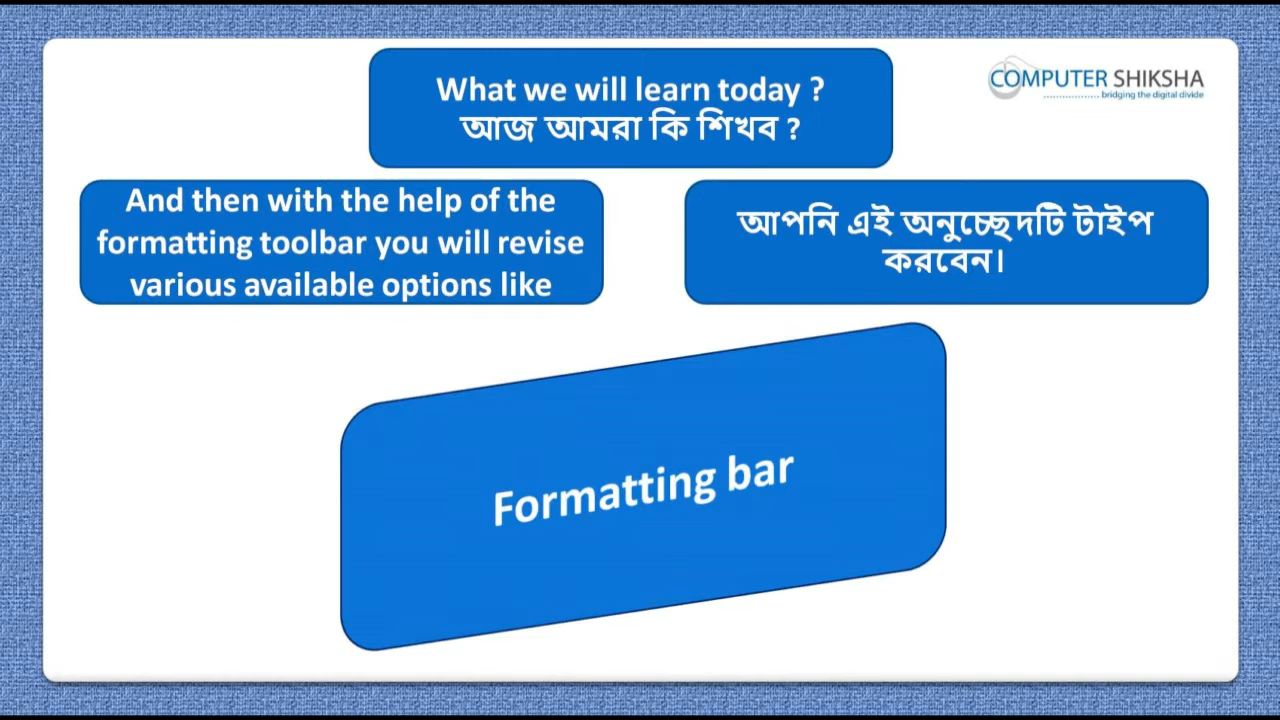 What we will learn today ?
আজ আমরা কি শিখব ?
COMPUTER SHIKSHA
bridging the digital divide
And then with the help of the
formatting toolbar you will revise
various available options like
আপনি এই অনুচ্ছেদটি টাইপ
করবেন।
Formatting bar